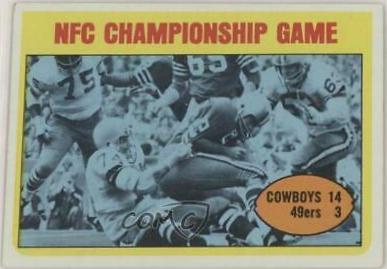 NFC CHAMPIONSHIP GAME
75
65
COWBOYS 14
49ers 3
COMC